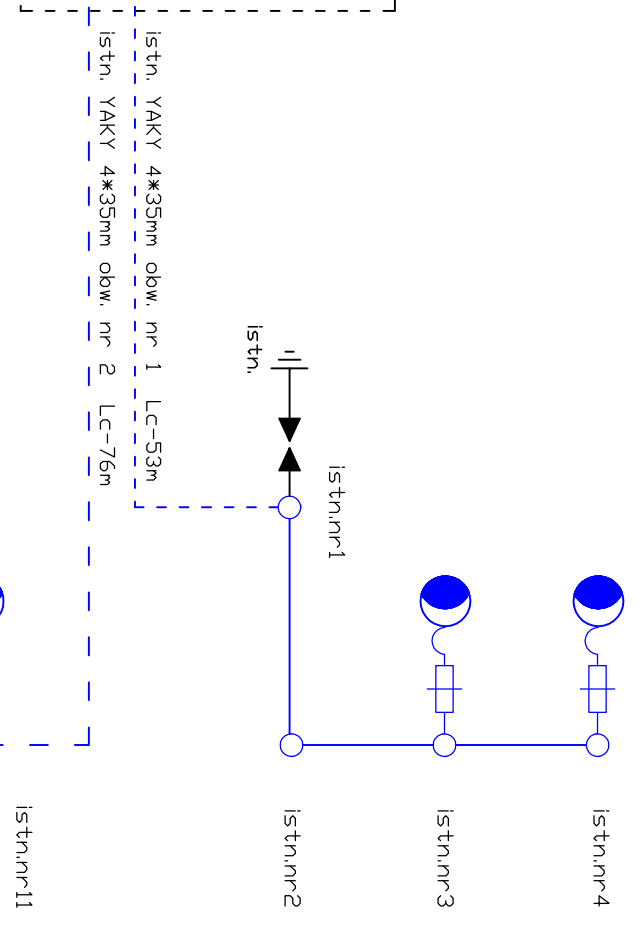 istn. YAKY 4*35mm obw. nr 1 Lc-53m
istn. YAKY 4*35mm obw. nr 2 Lc-76m
istn.
istn.nr1
istn.nr4
istn.nr3
istn.nr2
istn.nr11